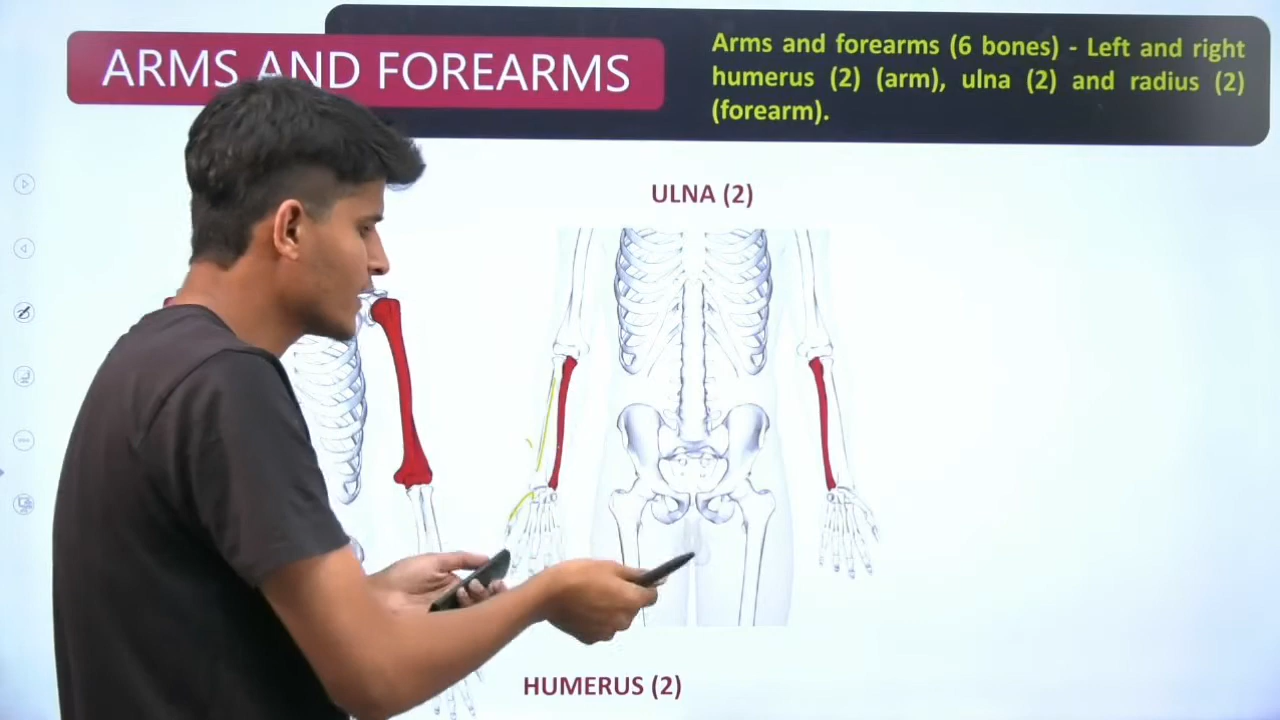 ARMS AND FOREARMS
Arms and forearms (6 bones) - Left and right
humerus (2) (arm), ulna (2) and radius (2)
(forearm).
ULNA (2)
HUMERUS (2)